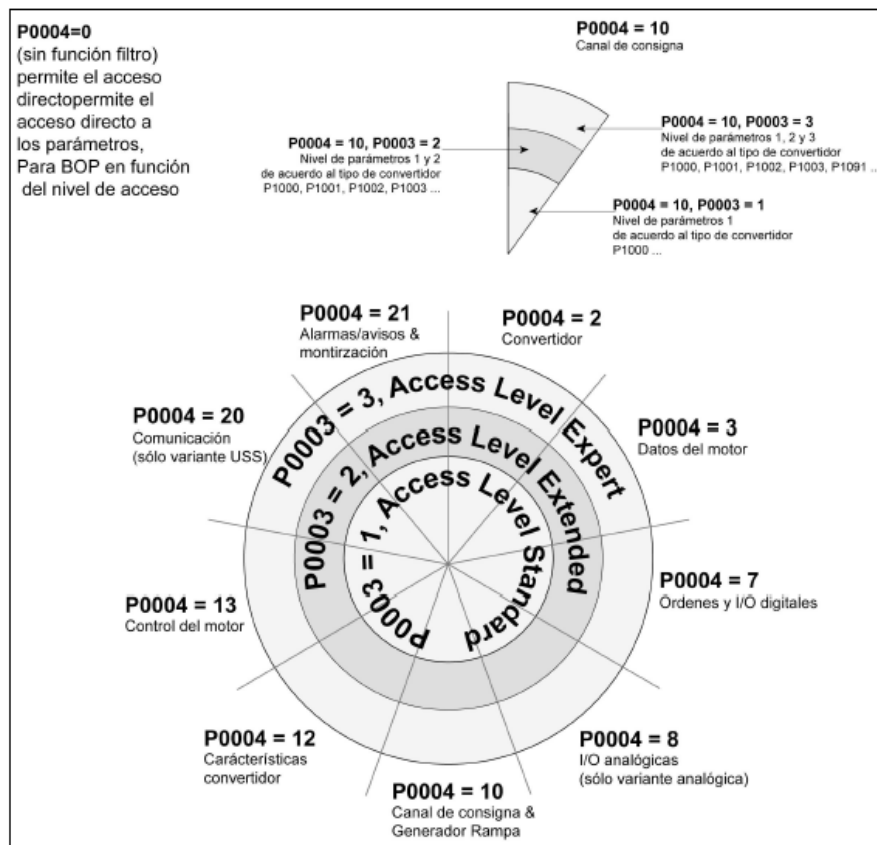 P0004=0
(sin función filtro)
permite el acceso
directopermite el
acceso directo a
los parámetros,
Para BOP en función
del nivel de acceso
P0004 = 10
Canal de consigna
P0004 = 10, P0003 = 2
Nivel de parámetros 1 y 2
de acuerdo al tipo de convertidor
P1000, P1001, P1002, P1003 ...
P0004 = 10, P0003 = 3
Nivel de parámetros 1, 2 y 3
de acuerdo al tipo de convertidor
P1000, P1001, P1002, P1003, P1091 ...
P0004 = 10, P0003 = 1
Nivel de parámetros 1
de acuerdo al tipo de convertidor
P1000 ...
P0004 = 21
Alarmas/avisos &
montirzación
P0004 = 2
Convertidor
P0004 = 20
Comunicación
(sólo variante USS)
P0004 = 3
Datos del motor
P0003 = 3, Access Level Expert
P0003 = 2, Access Level Extended
P0003 = 1, Access Level Standard
P0004 = 13
Control del motor
P0004 = 7
Órdenes y I/Ó digitales
P0004 = 12
Carácterísticas
convertidor
P0004 = 8
I/O analógicas
(sólo variante analógica)
P0004 = 10
Canal de consigna &
Generador Rampa